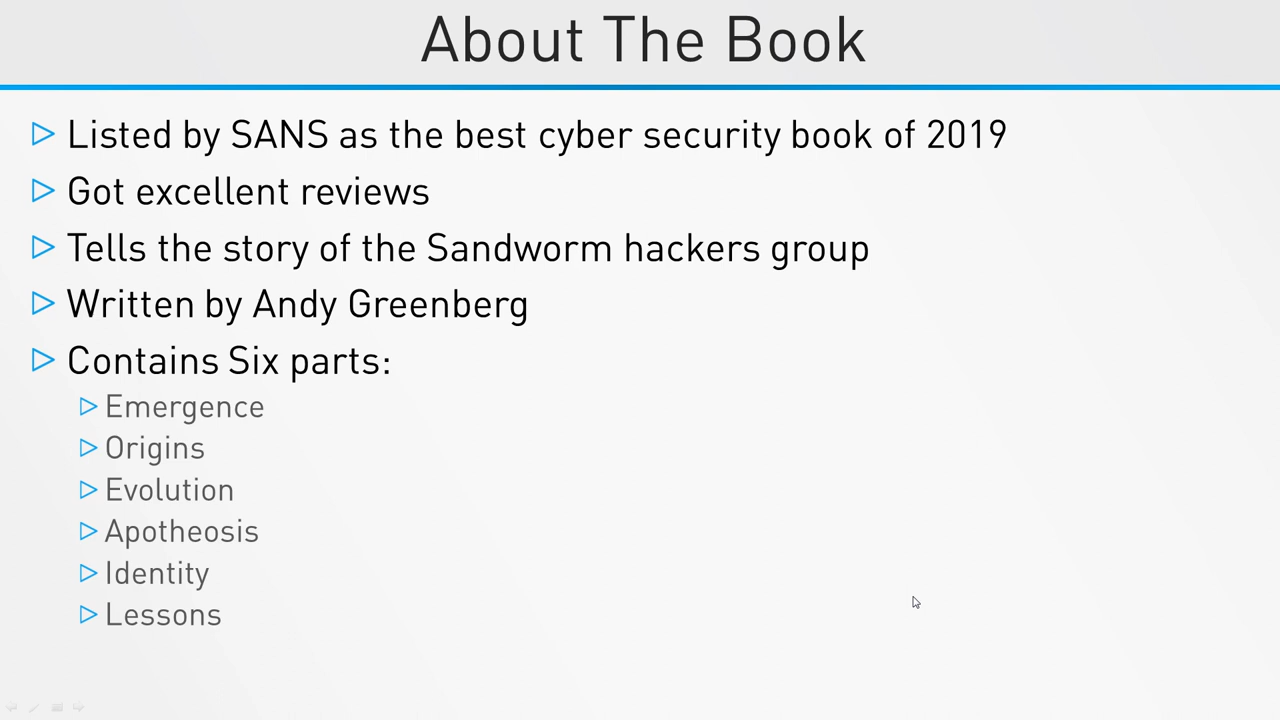 About The Book
Listed by SANS as the best cyber security book of 2019
Got excellent reviews
Tells the story of the Sandworm hackers group
Written by Andy Greenberg
Contains Six parts:
Emergence
Origins
Evolution
Apotheosis
Identity
Lessons